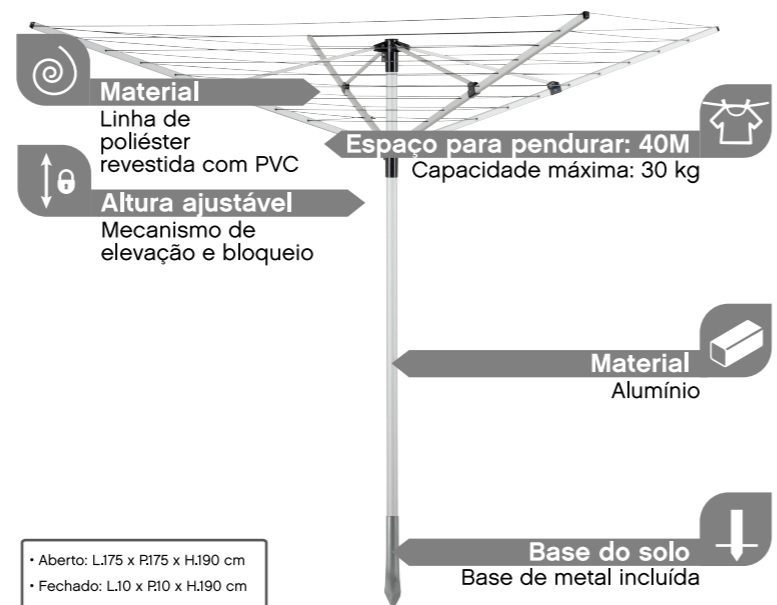 Material
Linha de
poliéster
revestida com PVC
Espaço para pendurar: 40M
Capacidade máxima: 30 kg
Altura ajustável
Mecanismo de
elevação e bloqueio
Material
Alumínio
Base do solo
Base de metal incluída
• Aberto: L.175 x P.175 x H.190 cm
• Fechado: L.10 x P.10 x H.190 cm